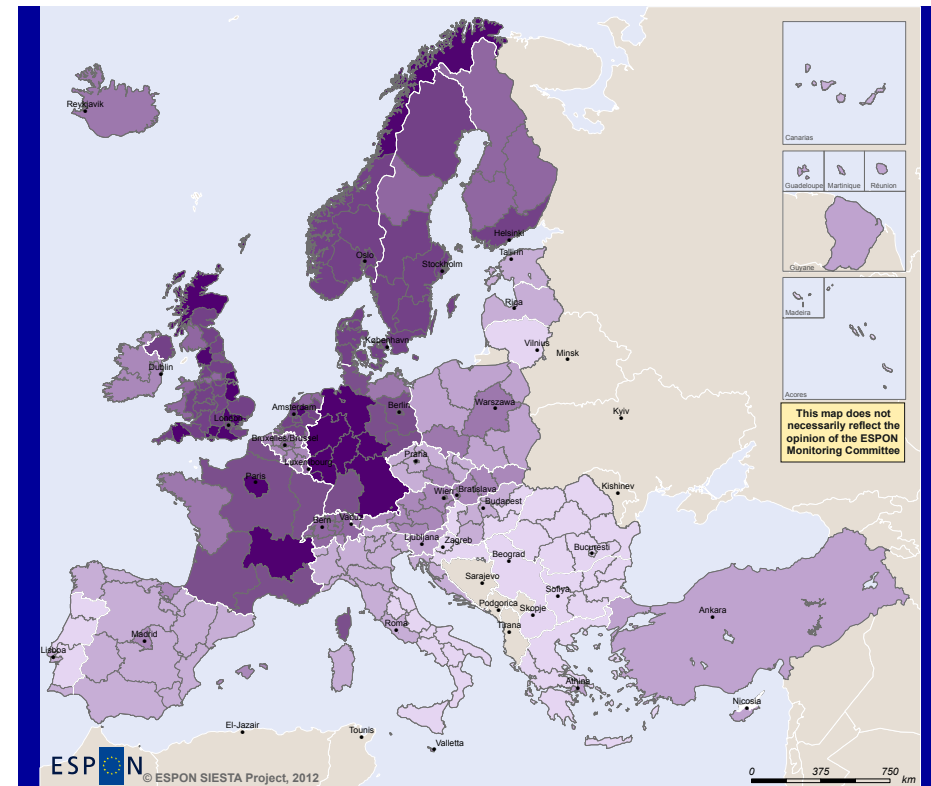 Canarias
Reykjavik
Guadeloupe
Martinique
Réunion
Helsinki
Tallinn
Oslo
Stockholm
Guyane
Riga
Madeira
København
Vilnius
Minsk
Dublin
Acores
Amsterdam
Berlin
Warszawa
Kyiv
London
This map does not
necessarily reflect the
opinion of the ESPON
Monitoring Committee
Bruxelles/Brussel
Luxembourg
Praha
Paris
Kishinev
Wien
Bratislava
Budapest
Bern
Vaduz
Ljubljana
Zagreb
Beograd
Bucuresti
Sarajevo
Sofiya
Podgorica
Skopje
Ankara
Tirana
Roma
Madrid
Lisboa
Athina
Nicosia
El-Jazair
Tounis
Valletta
ESPON
© ESPON SIESTA Project, 2012
0 375 750
km